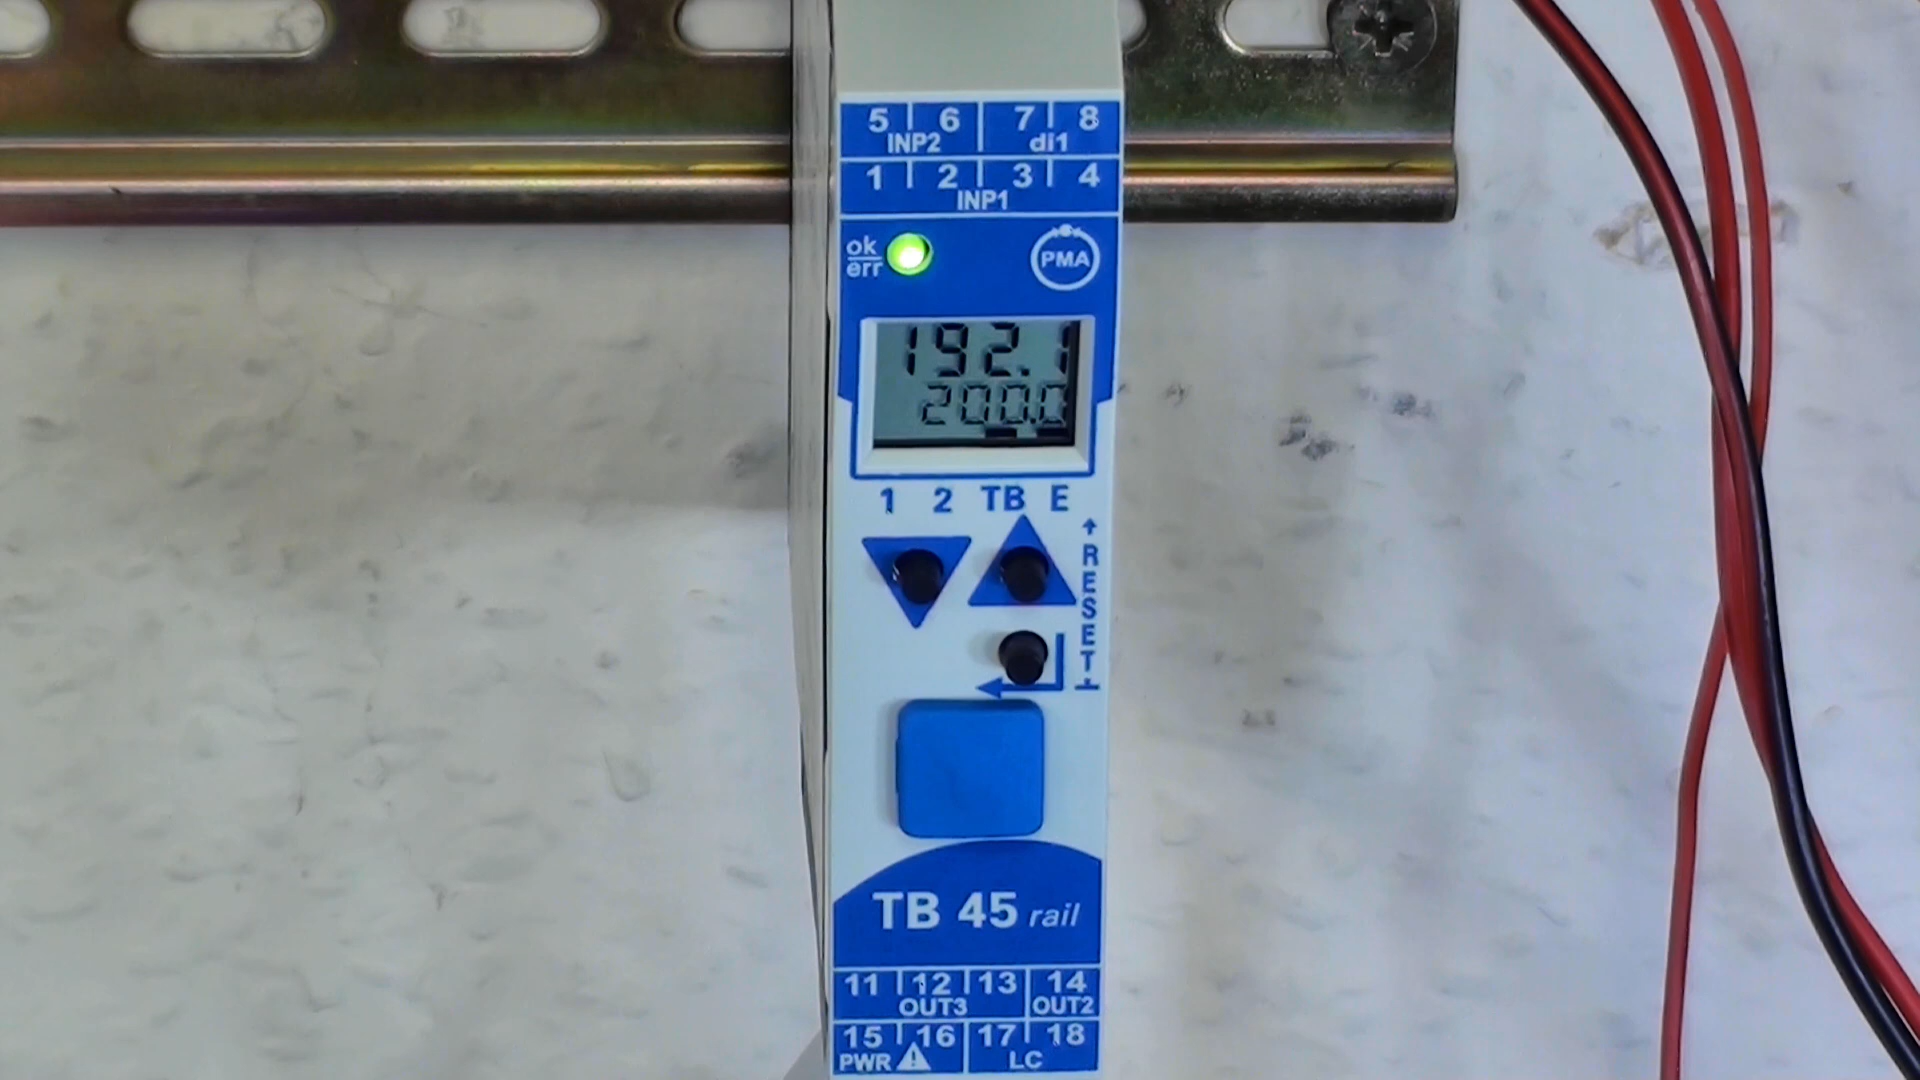 5 6 7 8
INP2 di1
1 2 3 4
INP1
ok
err
PMA
192.1
200.0
1 2 TB E
RESET
TB 45 rail
11 12 13 14
OUT3 OUT2
15 16 17 18
PWR LC